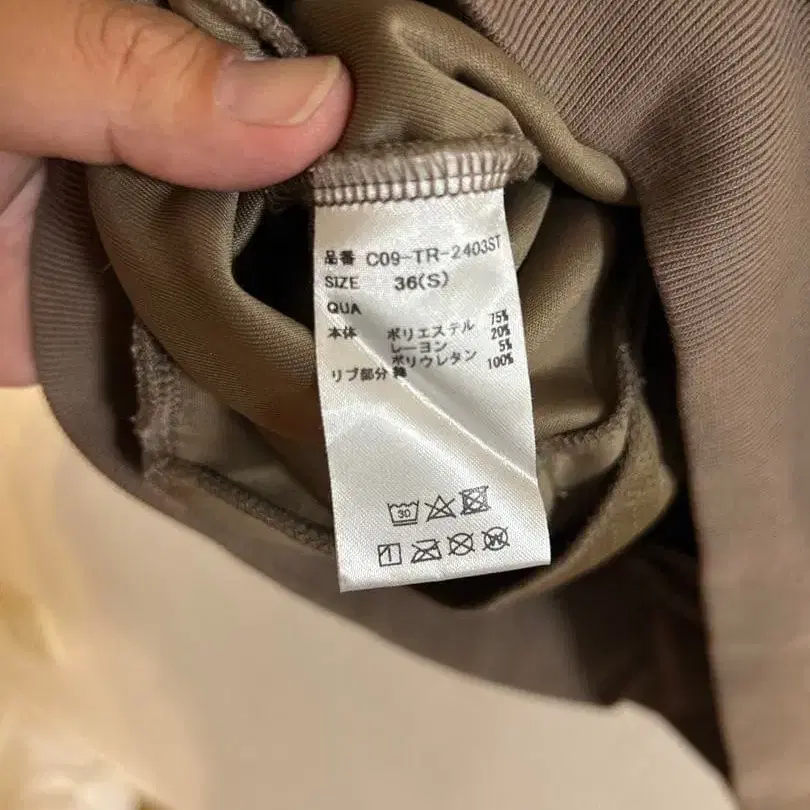 品番 C09-TR-2403ST
SIZE 36(S)
QUA
本体 ポリエステル 75%
レーヨン 20%
ポリウレタン 5%
リブ部分 綿 100%
30